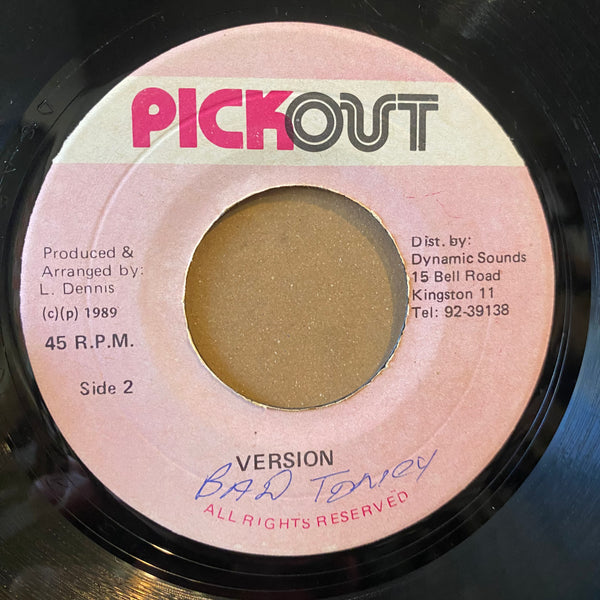 PICKOUT
Produced &
Arranged by:
L. Dennis
(c)(p) 1989
45 R.P.M.
Side 2
Dist. by:
Dynamic Sounds
15 Bell Road
Kingston 11
Tel: 92-39138
VERSION
BAD
ALL RIGHTS RESERVED